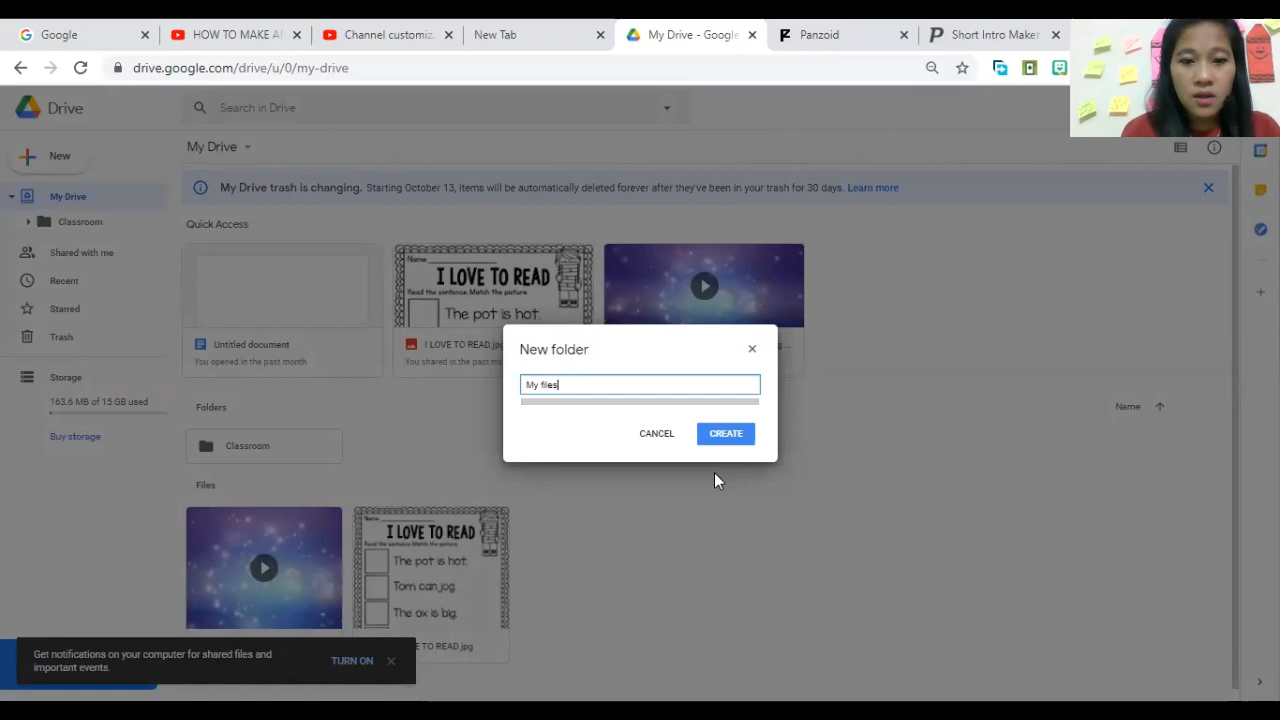 Google
HOW TO MAKE A
Channel customiz
New Tab
My Drive - Google
Panzoid
Short Intro Maker
drive.google.com/drive/u/0/my-drive
Drive
Search in Drive
New
My Drive
My Drive trash is changing. Starting October 13, items will be automatically deleted forever after they've been in your trash for 30 days. Learn more
My Drive
Classroom
Shared with me
Recent
Starred
Trash
Storage
163.6 MB of 15 GB used
Buy storage
Quick Access
Untitled document
You opened in the past month
Name
I LOVE TO READ
Read the sentence. Match the picture.
The pot is hot.
I LOVE TO READ.jpg
You shared in the past m
New folder
My files
CANCEL
CREATE
Folders
Name
Classroom
Files
Name
I LOVE TO READ
Read the sentence. Match the picture
The pot is hot.
Tom can jog.
The ox is big.
E TO READ.jpg
Get notifications on your computer for shared files and
important events.
TURN ON